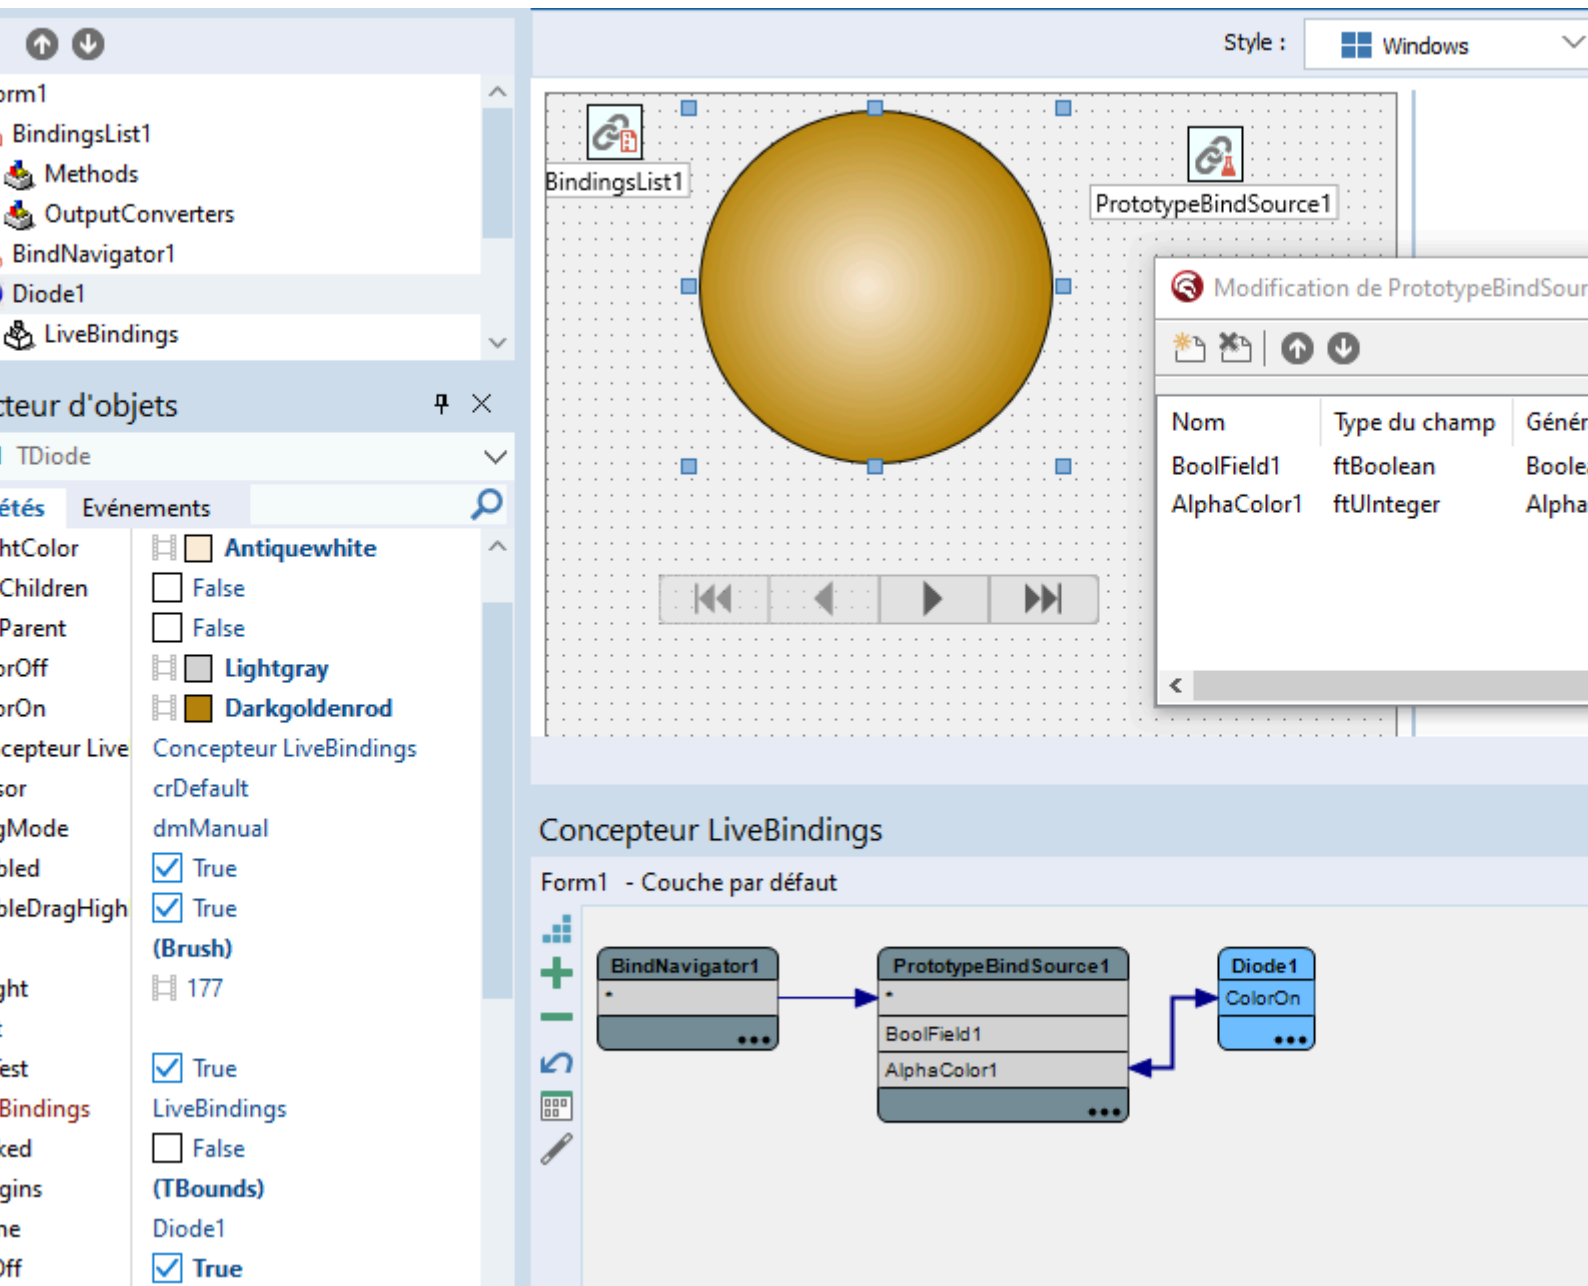 orm1
BindingsList1
Methods
OutputConverters
BindNavigator1
Diode1
LiveBindings
cteur d'objets
TDiode
étés Evénements
htColor Antiquewhite
Children False
Parent False
orOff Lightgray
orOn Darkgoldenrod
cepteur Live Concepteur LiveBindings
sor crDefault
gMode dmManual
bled True
bleDragHigh True
(Brush)
ght 177
t
est True
Bindings LiveBindings
ked False
gins (TBounds)
ne Diode1
Off True
Style : Windows
BindingsList1
PrototypeBindSource1
Modification de PrototypeBindSour
Nom Type du champ Génér
BoolField1 ftBoolean Boole
AlphaColor1 ftUInteger Alpha
Concepteur LiveBindings
Form1 - Couche par défaut
BindNavigator1
*
PrototypeBindSource1
*
BoolField1
AlphaColor1
Diode1
ColorOn